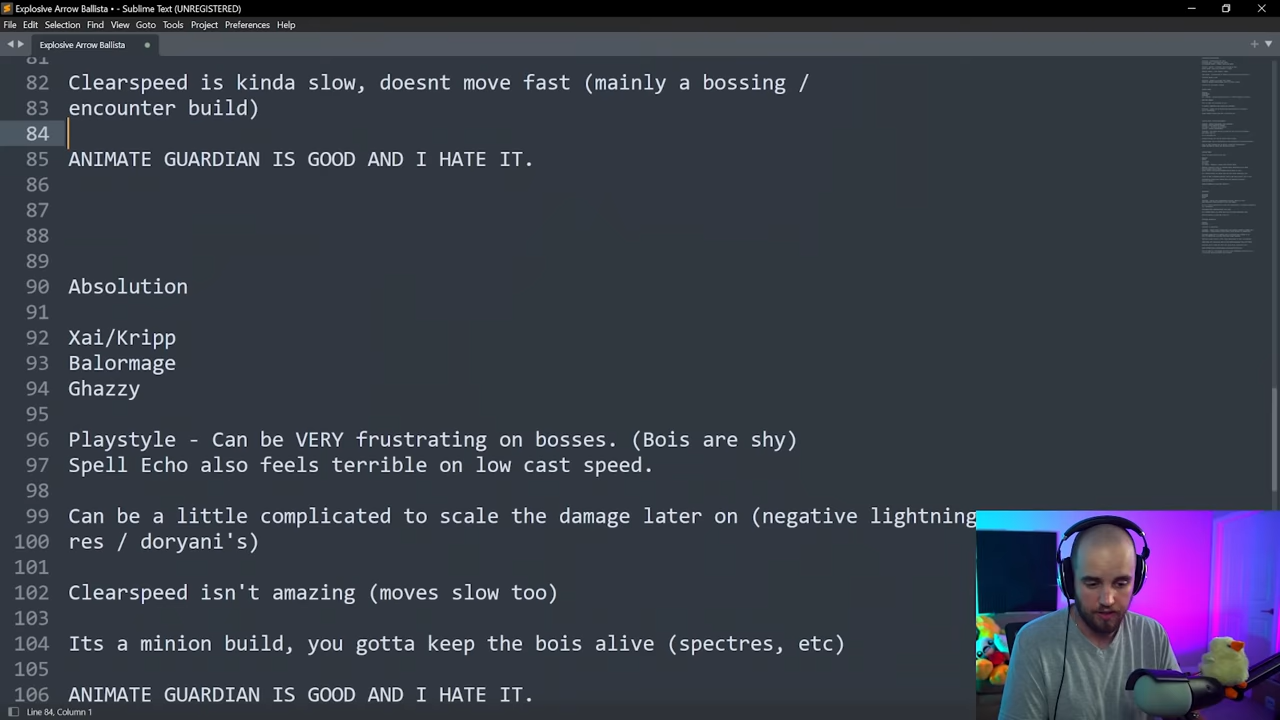 Explosive Arrow Ballista • - Sublime Text (UNREGISTERED)
File Edit Selection Find View Goto Tools Project Preferences Help
Explosive Arrow Ballista
81
82 Clearspeed is kinda slow, doesnt move fast (mainly a bossing /
83 encounter build)
84
85 ANIMATE GUARDIAN IS GOOD AND I HATE IT.
86
87
88
89
90 Absolution
91
92 Xai/Kripp
93 Balormage
94 Ghazzy
95
96 Playstyle - Can be VERY frustrating on bosses. (Bois are shy)
97 Spell Echo also feels terrible on low cast speed.
98
99 Can be a little complicated to scale the damage later on (negative lightning
100 res / doryani's)
101
102 Clearspeed isn't amazing (moves slow too)
103
104 Its a minion build, you gotta keep the bois alive (spectres, etc)
105
106 ANIMATE GUARDIAN IS GOOD AND I HATE IT.
Line 84, Column 1